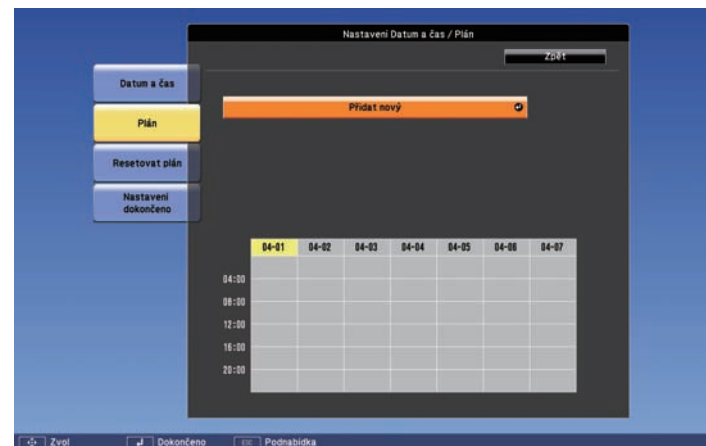 Nastavení Datum a čas / Plán
Zpět
Datum a čas
Přidat nový
Plán
Resetovat plán
Nastavení
dokončeno
04-01 04-02 04-03 04-04 04-05 04-06 04-07
04:00
08:00
12:00
16:00
20:00
Zvol Dokončeno ESC Podnabídka